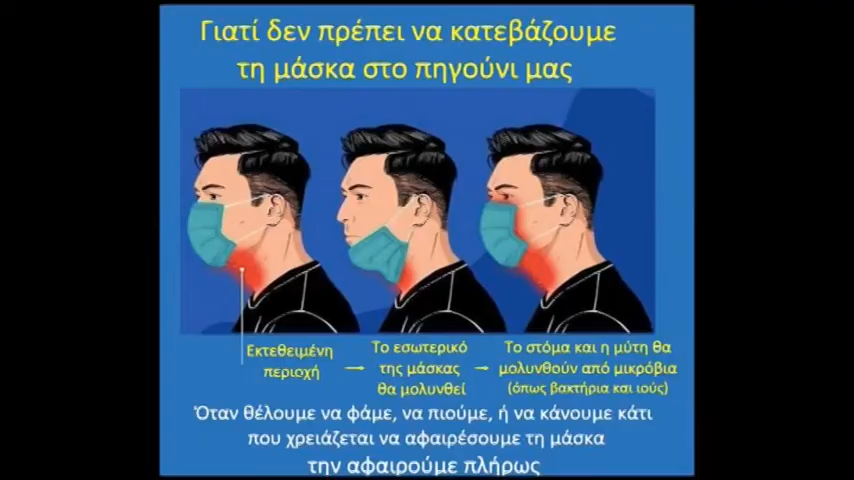 Γιατί δεν πρέπει να κατεβάζουμε
τη μάσκα στο πηγούνι μας
Εκτεθειμένη
περιοχή
Το εσωτερικό
της μάσκας
θα μολυνθεί
Το στόμα και η μύτη θα
μολυνθούν από μικρόβια
(όπως βακτήρια και ιούς)
Όταν θέλουμε να φάμε, να πιούμε, ή να κάνουμε κάτι
που χρειάζεται να αφαιρέσουμε τη μάσκα
την αφαιρούμε πλήρως